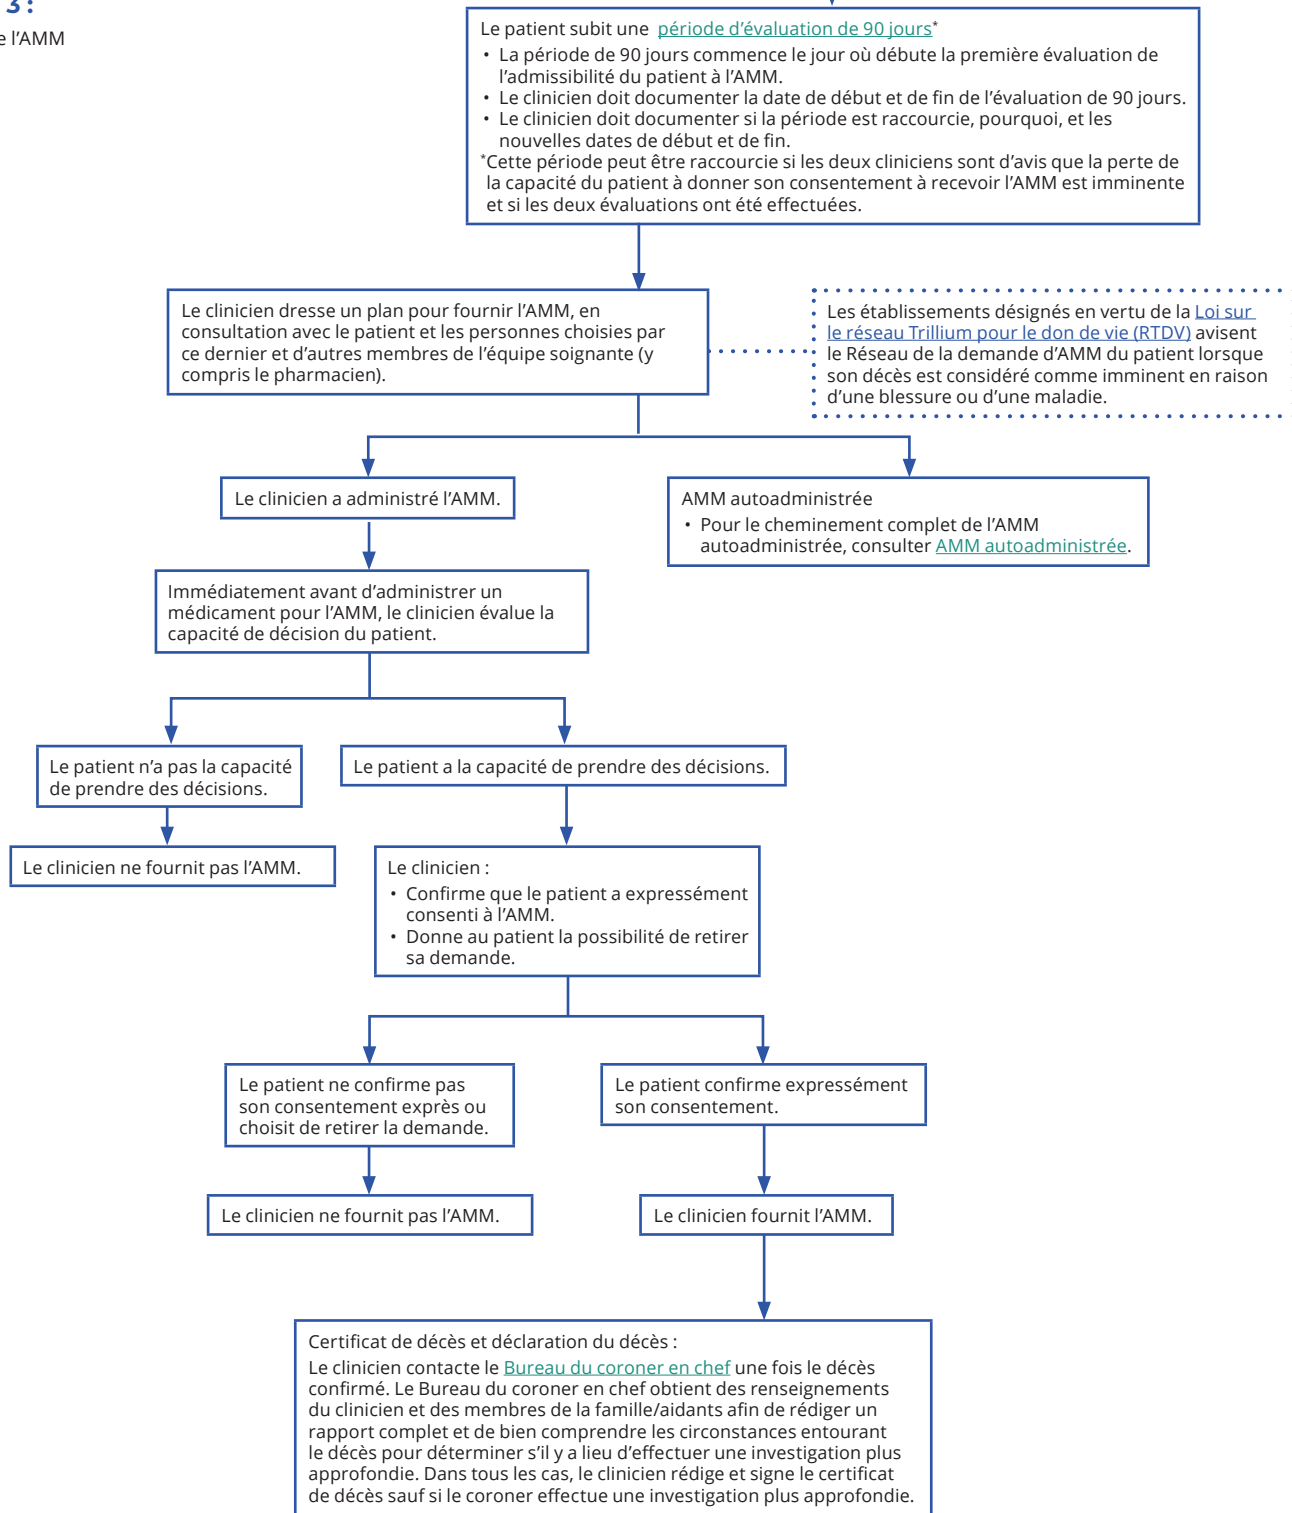 3 :
e l’AMM
Le patient subit une période d’évaluation de 90 jours*
• La période de 90 jours commence le jour où débute la première évaluation de
l’admissibilité du patient à l’AMM.
• Le clinicien doit documenter la date de début et de fin de l’évaluation de 90 jours.
• Le clinicien doit documenter si la période est raccourcie, pourquoi, et les
nouvelles dates de début et de fin.
*Cette période peut être raccourcie si les deux cliniciens sont d’avis que la perte de
la capacité du patient à donner son consentement à recevoir l’AMM est imminente
et si les deux évaluations ont été effectuées.
Le clinicien dresse un plan pour fournir l’AMM, en
consultation avec le patient et les personnes choisies par
ce dernier et d’autres membres de l’équipe soignante (y
compris le pharmacien).
Les établissements désignés en vertu de la Loi sur
le réseau Trillium pour le don de vie (RTDV) avisent
le Réseau de la demande d’AMM du patient lorsque
son décès est considéré comme imminent en raison
d’une blessure ou d’une maladie.
Le clinicien a administré l’AMM.
AMM autoadministrée
• Pour le cheminement complet de l’AMM
autoadministrée, consulter AMM autoadministrée.
Immédiatement avant d’administrer un
médicament pour l’AMM, le clinicien évalue la
capacité de décision du patient.
Le patient n’a pas la capacité
de prendre des décisions.
Le patient a la capacité de prendre des décisions.
Le clinicien ne fournit pas l’AMM.
Le clinicien :
• Confirme que le patient a expressément
consenti à l’AMM.
• Donne au patient la possibilité de retirer
sa demande.
Le patient ne confirme pas
son consentement exprès ou
choisit de retirer la demande.
Le patient confirme expressément
son consentement.
Le clinicien ne fournit pas l’AMM.
Le clinicien fournit l’AMM.
Certificat de décès et déclaration du décès :
Le clinicien contacte le Bureau du coroner en chef une fois le décès
confirmé. Le Bureau du coroner en chef obtient des renseignements
du clinicien et des membres de la famille/aidants afin de rédiger un
rapport complet et de bien comprendre les circonstances entourant
le décès pour déterminer s’il y a lieu d’effectuer une investigation plus
approfondie. Dans tous les cas, le clinicien rédige et signe le certificat
de décès sauf si le coroner effectue une investigation plus approfondie.